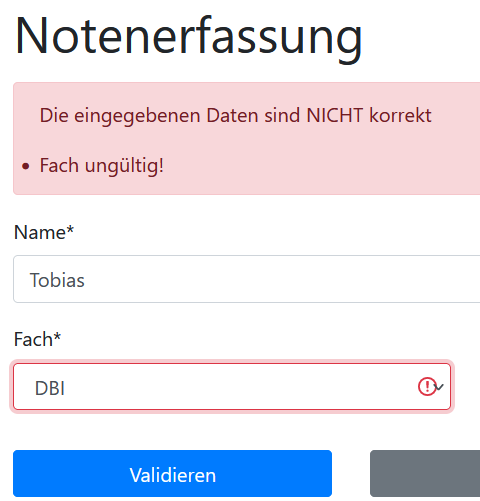 Notenerfassung
Die eingegebenen Daten sind NICHT korrekt
• Fach ungültig!
Name*
Tobias
Fach*
DBI
Validieren